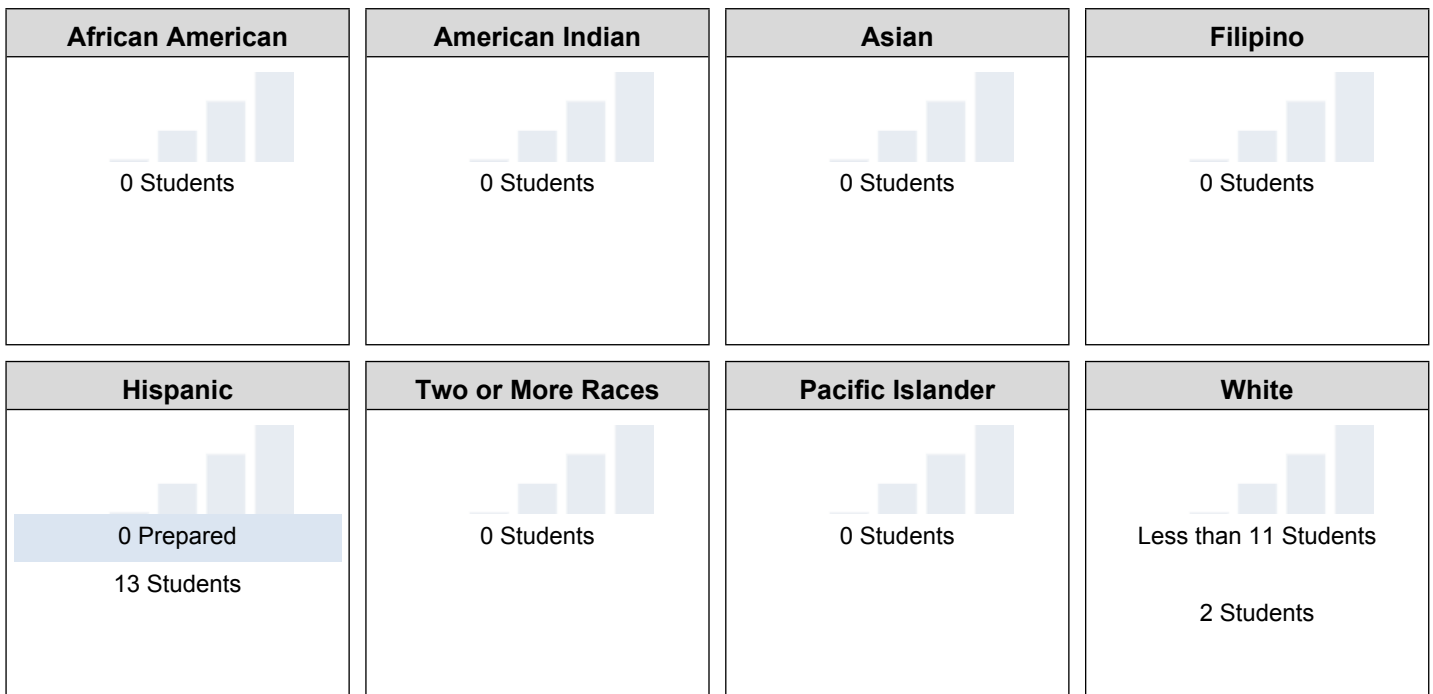 African American
American Indian
Asian
Filipino
0 Students
0 Students
0 Students
0 Students
Hispanic
Two or More Races
Pacific Islander
White
0 Prepared
13 Students
0 Students
0 Students
Less than 11 Students
2 Students